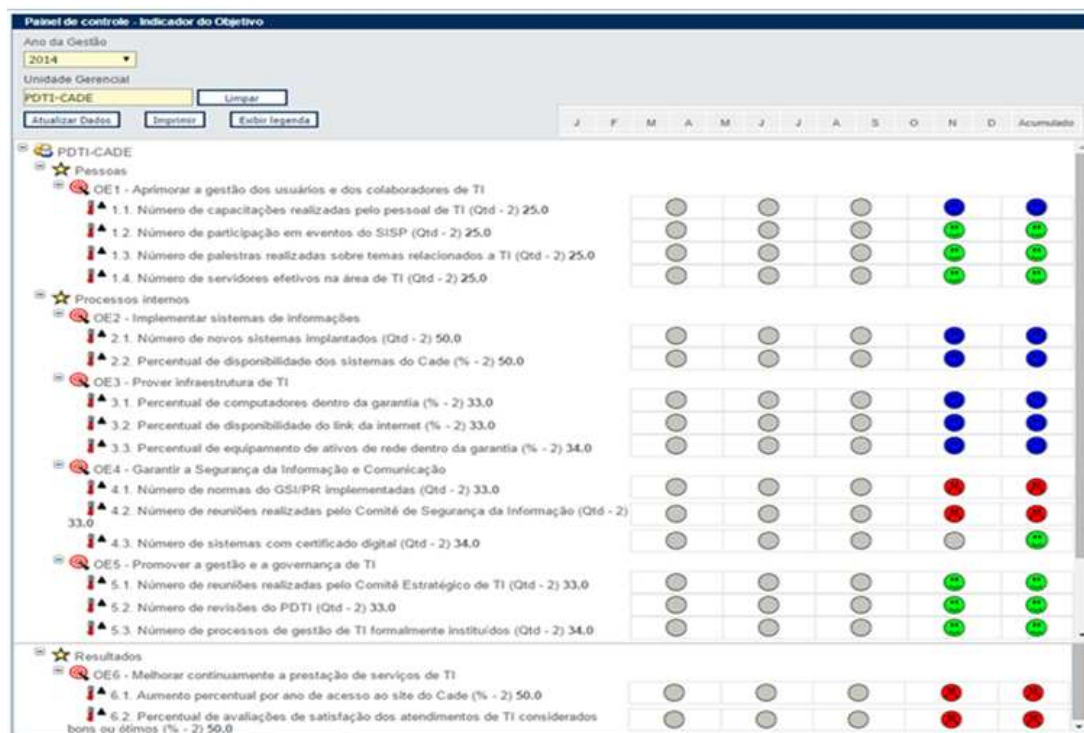 Painel de controle - Indicador do Objetivo
Ano da Gestão
2014
Unidade Gerencial
PDTI-CADE Limpar
Atualizar Dados Imprimir Exibir legenda
J F M A M J J A S O N D Acumulado
PDTI-CADE
Pessoas
OE1 - Aprimorar a gestão dos usuários e dos colaboradores de TI
1.1. Número de capacitações realizadas pelo pessoal de TI (Qtd - 2) 25.0
1.2. Número de participação em eventos do SISP (Qtd - 2) 25.0
1.3. Número de palestras realizadas sobre temas relacionados a TI (Qtd - 2) 25.0
1.4. Número de servidores efetivos na área de TI (Qtd - 2) 25.0
Processos internos
OE2 - Implementar sistemas de informações
2.1. Número de novos sistemas implantados (Qtd - 2) 50.0
2.2. Percentual de disponibilidade dos sistemas do Cade (% - 2) 50.0
OE3 - Prover infraestrutura de TI
3.1. Percentual de computadores dentro da garantia (% - 2) 33.0
3.2. Percentual de disponibilidade do link da internet (% - 2) 33.0
3.3. Percentual de equipamento de ativos de rede dentro da garantia (% - 2) 34.0
OE4 - Garantir a Segurança da Informação e Comunicação
4.1. Número de normas do GSI/PR implementadas (Qtd - 2) 33.0
4.2. Número de reuniões realizadas pelo Comitê de Segurança da Informação (Qtd - 2)
33.0
4.3. Número de sistemas com certificado digital (Qtd - 2) 34.0
OE5 - Promover a gestão e a governança de TI
5.1. Número de reuniões realizadas pelo Comitê Estratégico de TI (Qtd - 2) 33.0
5.2. Número de revisões do PDTI (Qtd - 2) 33.0
5.3. Número de processos de gestão de TI formalmente instituídos (Qtd - 2) 34.0
Resultados
OE6 - Melhorar continuamente a prestação de serviços de TI
6.1. Aumento percentual por ano de acesso ao site do Cade (% - 2) 50.0
6.2. Percentual de avaliações de satisfação dos atendimentos de TI considerados
bons ou ótimos (% - 2) 50.0